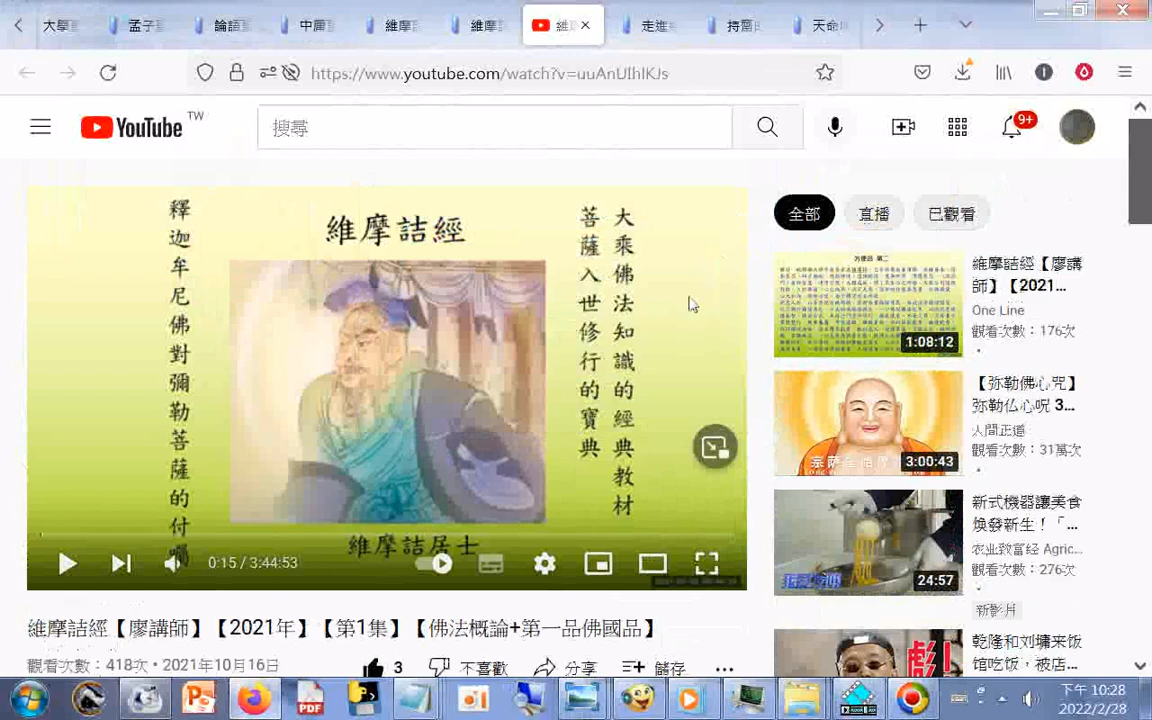 大學
孟子
論語
中庸
維摩
維摩
維
走進
持齋
天命
https://www.youtube.com/watch?v=uuAnUIhlKJs
YouTube TW
搜尋
9+
維摩詰經
釋迦牟尼佛對彌勒菩薩的付囑
大乘佛法知識的經典教材
菩薩入世修行的寶典
維摩詰居士
0:15 / 3:44:53
維摩詰經【廖講師】【2021年】【第1集】【佛法概論+第一品佛國品】
觀看次數：418次 • 2021年10月16日
3
不喜歡
分享
儲存
全部
直播
已觀看
方便品 第二
1:08:12
維摩詰經【廖講
師】【2021...
One Line
觀看次數：176次
3:00:43
【弥勒佛心咒】
弥勒仏心呪 3...
人間正道
觀看次數：31萬次
24:57
新式機器讓美食
煥發新生！「...
农业致富经 Agric...
觀看次數：276次
新影片
乾隆和刘墉来饭
馆吃饭，被店...
下午 10:28
2022/2/28